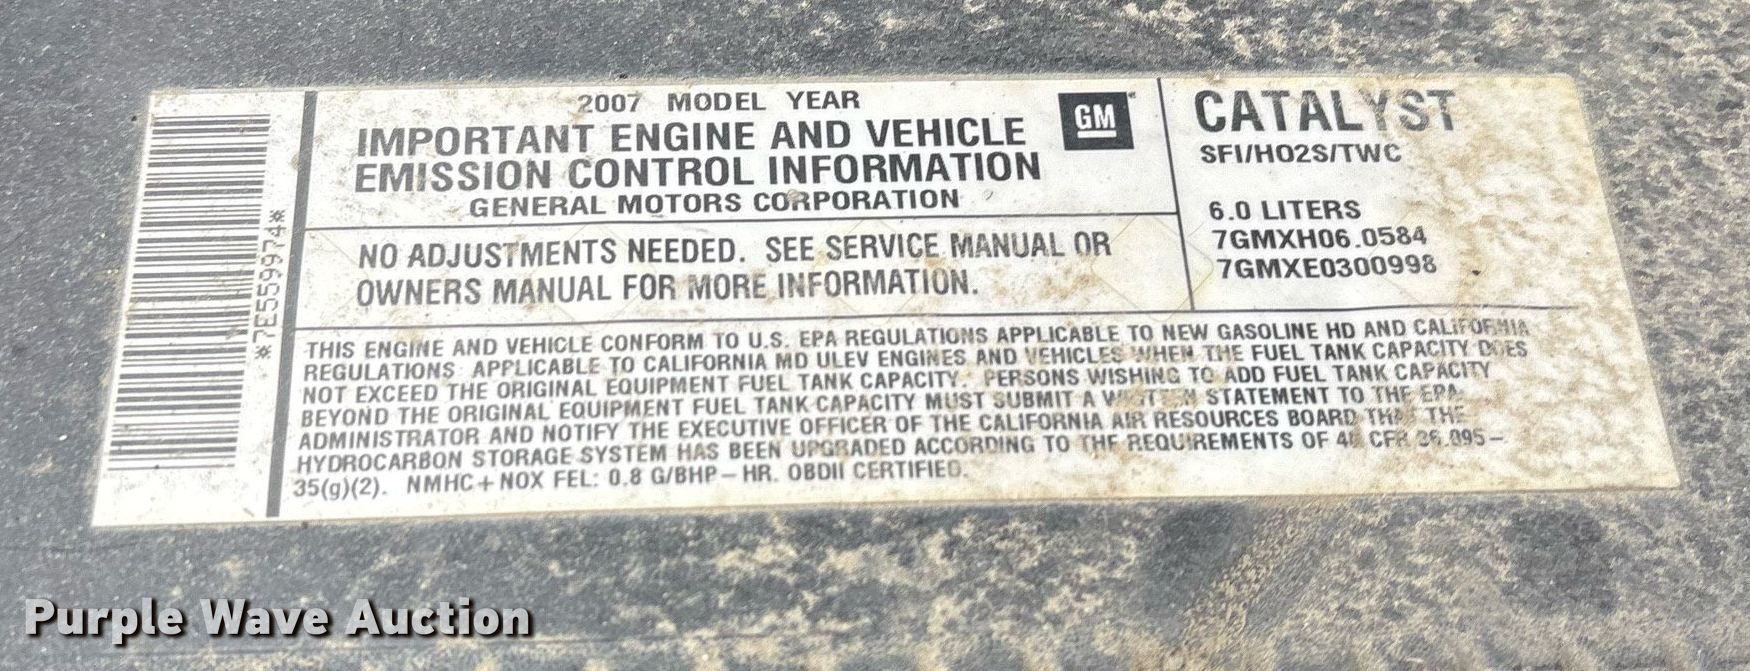 *7E5599974*
2007 MODEL YEAR
IMPORTANT ENGINE AND VEHICLE
EMISSION CONTROL INFORMATION
GENERAL MOTORS CORPORATION
GM
NO ADJUSTMENTS NEEDED. SEE SERVICE MANUAL OR
OWNERS MANUAL FOR MORE INFORMATION.
CATALYST
SFI/HO2S/TWC
6.0 LITERS
7GMXH06.0584
7GMXE0300998
THIS ENGINE AND VEHICLE CONFORM TO U.S. EPA REGULATIONS APPLICABLE TO NEW GASOLINE HD AND CALIFORNIA
REGULATIONS APPLICABLE TO CALIFORNIA MD ULEV ENGINES AND VEHICLES WHEN THE FUEL TANK CAPACITY DOES
NOT EXCEED THE ORIGINAL EQUIPMENT FUEL TANK CAPACITY. PERSONS WISHING TO ADD FUEL TANK CAPACITY
BEYOND THE ORIGINAL EQUIPMENT FUEL TANK CAPACITY MUST SUBMIT A WRITTEN STATEMENT TO THE EPA
ADMINISTRATOR AND NOTIFY THE EXECUTIVE OFFICER OF THE CALIFORNIA AIR RESOURCES BOARD THAT THE
HYDROCARBON STORAGE SYSTEM HAS BEEN UPGRADED ACCORDING TO THE REQUIREMENTS OF CFR
35(g)(2). NMHC+NOX FEL: 0.8 G/BHP-HR. OBDII CERTIFIED.
Purple Wave Auction